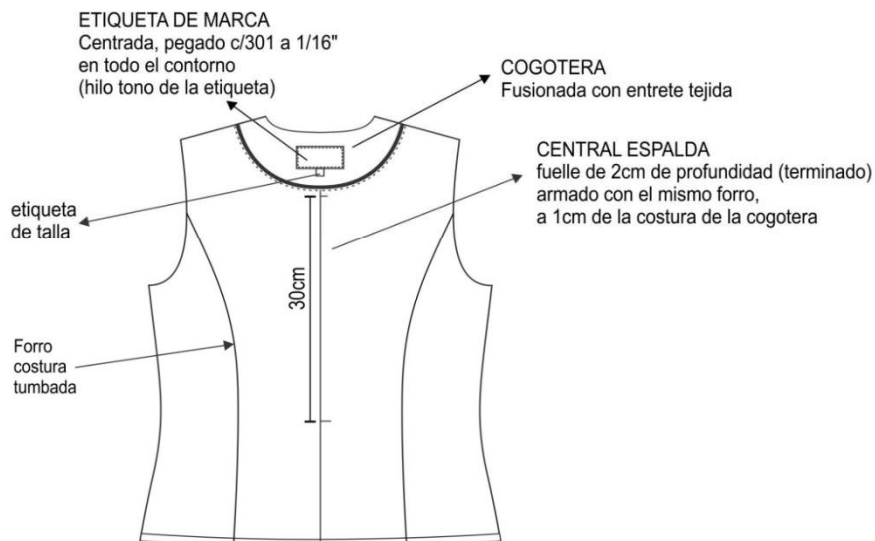 ETIQUETA DE MARCA
Centrada, pegado c/301 a 1/16"
en todo el contorno
(hilo tono de la etiqueta)
COGOTERA
Fusionada con entrete tejida
CENTRAL ESPALDA
fuelle de 2cm de profundidad (terminado)
armado con el mismo forro,
a 1cm de la costura de la cogotera
etiqueta
de talla
30cm
Forro
costura
tumbada